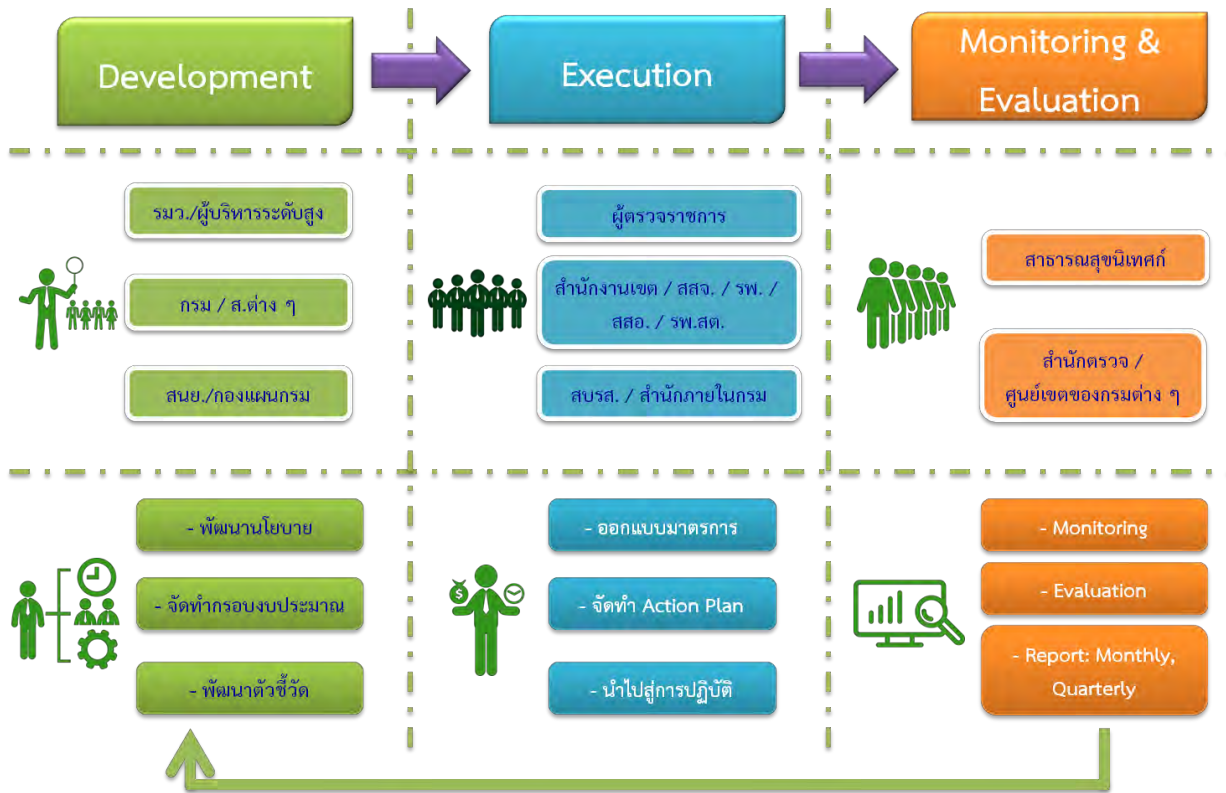 Development
Execution
Monitoring &
Evaluation
รมว./ผู้บริหารระดับสูง
กรม / ส.ต่าง ๆ
สนย./กองแผนกรม
ผู้ตรวจราชการ
สำนักงานเขต / สสจ. / รพ. /
สสอ. / รพ.สต.
สบรส. / สำนักภายในกรม
สาธารณสุขนิเทศก์
สำนักตรวจ /
ศูนย์เขตของกรมต่าง ๆ
- พัฒนานโยบาย
- จัดทำกรอบงบประมาณ
- พัฒนาตัวชี้วัด
- ออกแบบมาตรการ
- จัดทำ Action Plan
- นำไปสู่การปฏิบัติ
- Monitoring
- Evaluation
- Report: Monthly,
Quarterly
$